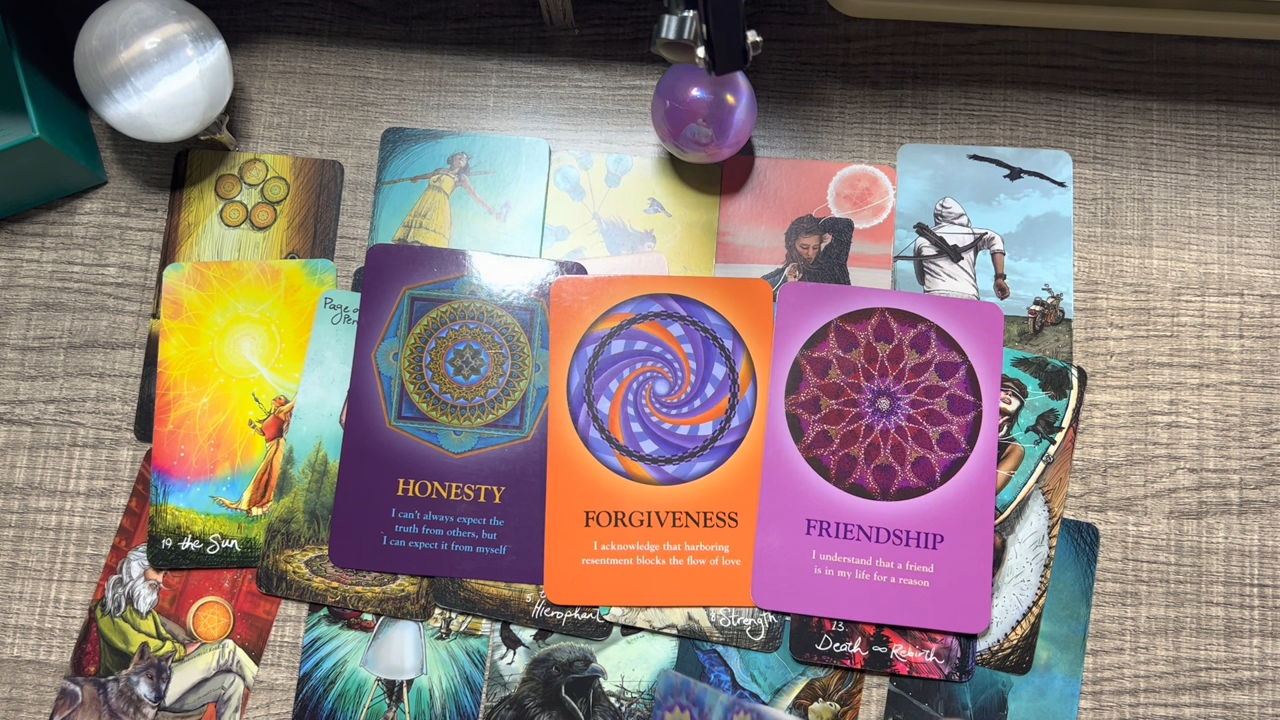 Page of
HONESTY
I can't always expect the
truth from others, but
I can expect it from myself
FORGIVENESS
I acknowledge that harboring
resentment blocks the flow of love
FRIENDSHIP
I understand that a friend
is in my life for a reason
19 the Sun
5
Hierophant
8 Strength
13
Death ∞ Rebirth